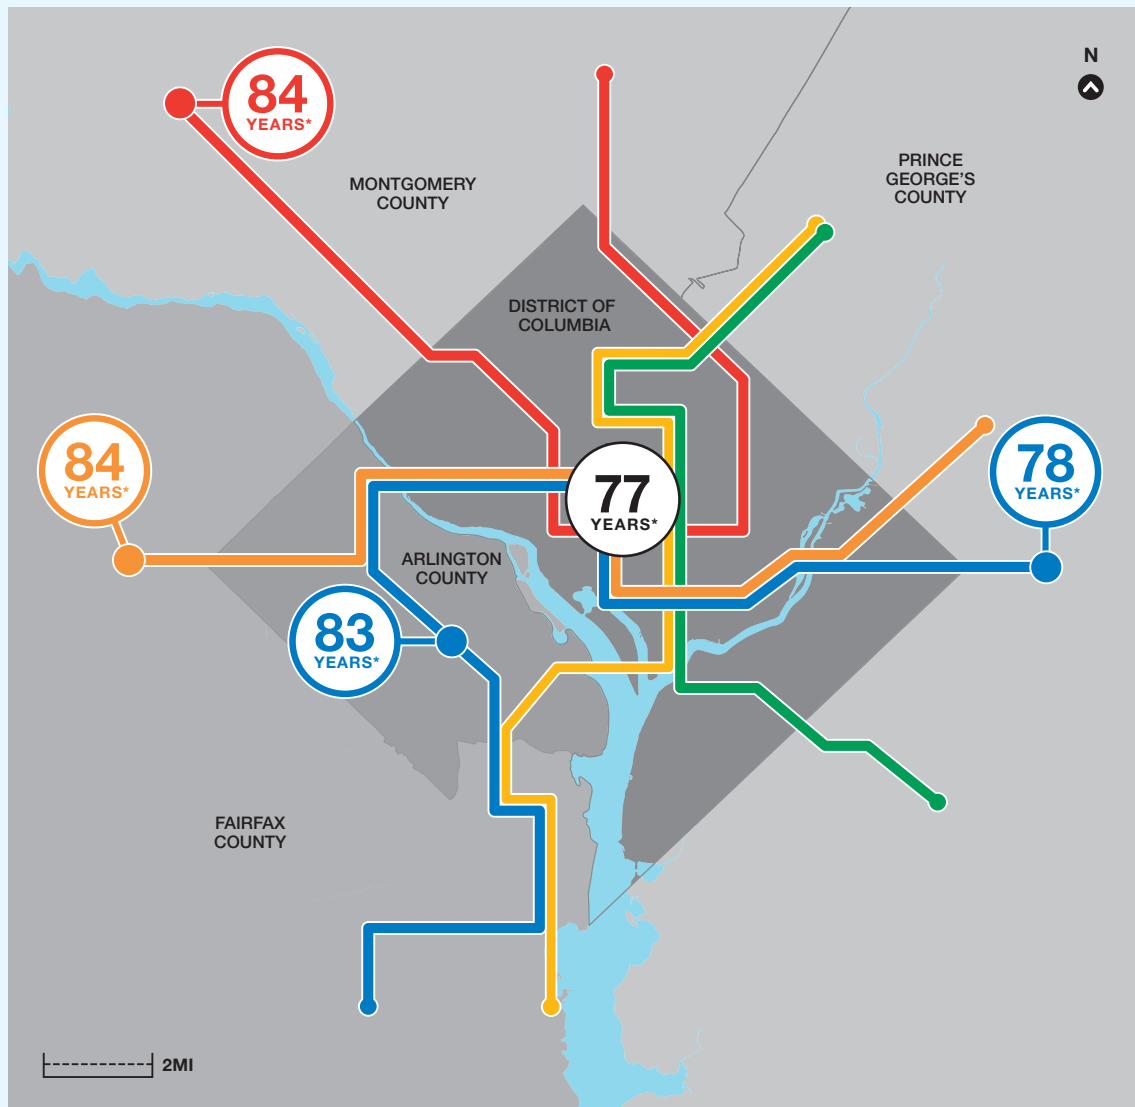 84
YEARS*
N
MONTGOMERY
COUNTY
PRINCE
GEORGE'S
COUNTY
DISTRICT OF
COLUMBIA
84
YEARS*
77
YEARS*
78
YEARS*
ARLINGTON
COUNTY
83
YEARS*
FAIRFAX
COUNTY
2MI